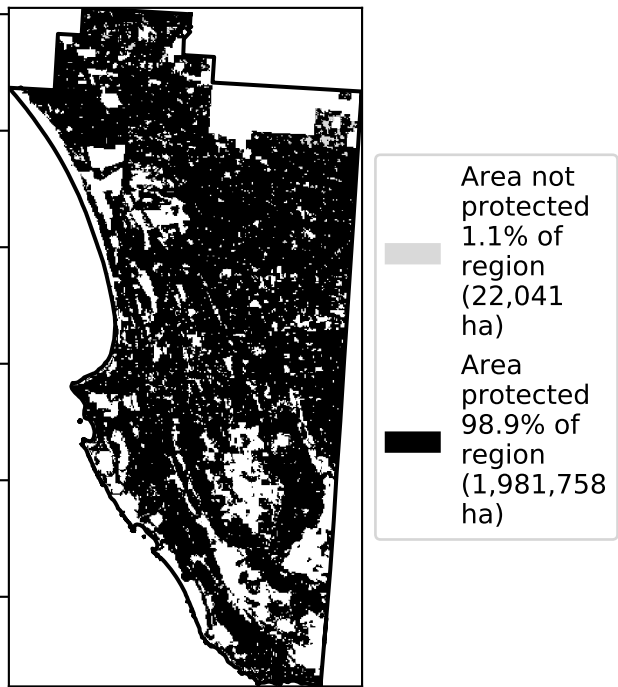 Area not
protected
1.1% of
region
(22,041
ha)
Area
protected
98.9% of
region
(1,981,758
ha)